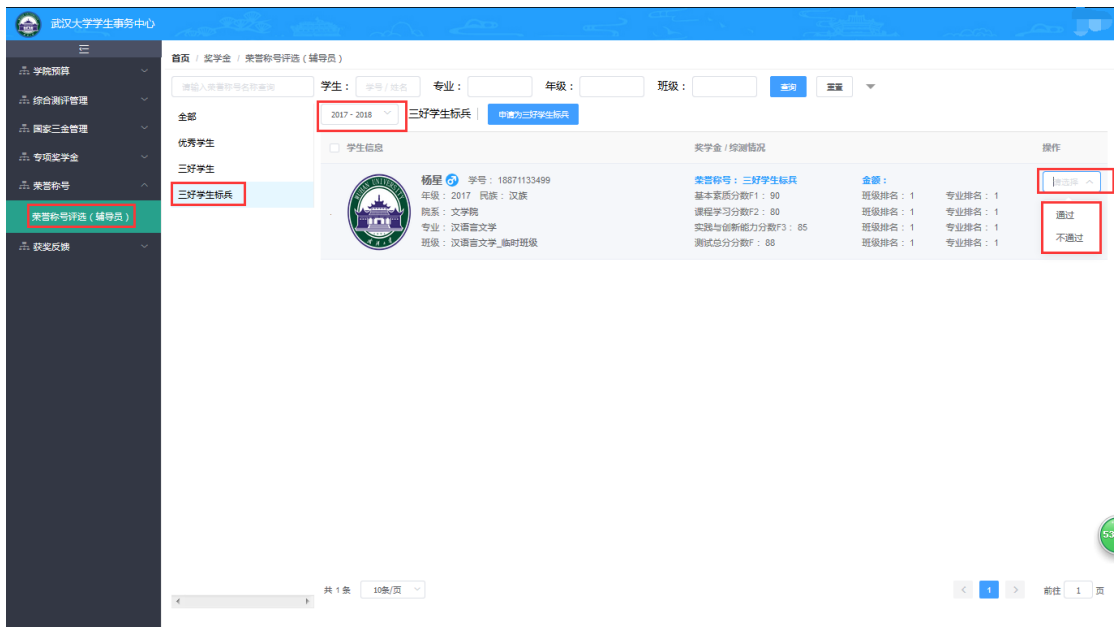 武汉大学学生事务中心
首页 / 奖学金 / 荣誉称号评选（辅导员）
学院预算
综合测评管理
国家三金管理
专项奖学金
荣誉称号
荣誉称号评选（辅导员）
获奖反馈
请输入荣誉称号名称查询
全部
优秀学生
三好学生
三好学生标兵
学生： 学号 / 姓名 专业： 年级： 班级： 查询 重置
2017 - 2018 三好学生标兵 申请为三好学生标兵
学生信息 奖学金 / 综测情况 操作
杨星 学号： 18871133499 荣誉称号： 三好学生标兵 金额： 请选择
年级： 2017 民族： 汉族 基本素质分数F1： 90 班级排名： 1 专业排名： 1
院系： 文学院 课程学习分数F2： 80 班级排名： 1 专业排名： 1 通过
专业： 汉语言文学 实践与创新能力分数F3： 85 班级排名： 1 专业排名： 1
班级： 汉语言文学_临时班级 测试总分分数F： 88 班级排名： 1 专业排名： 1 不通过
53
共 1 条 10条/页 1 前往 1 页